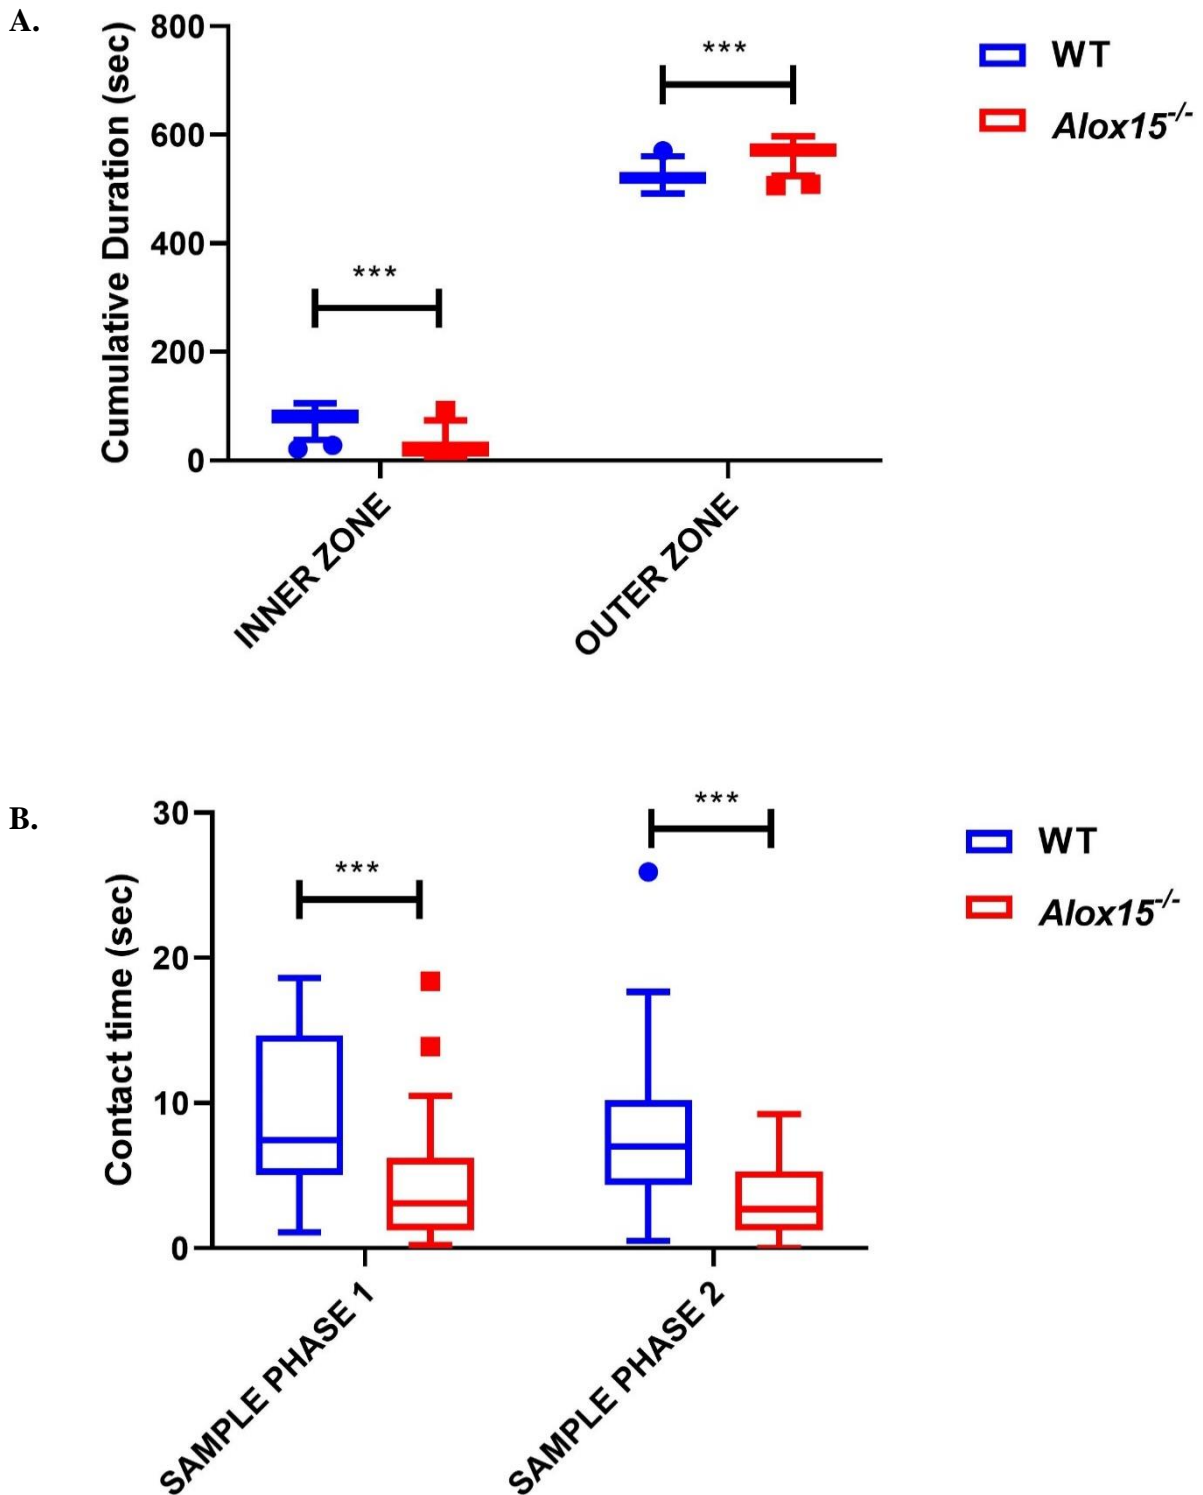 A.
Cumulative Duration (sec)
800
600
400
200
0
***
***
INNER ZONE
OUTER ZONE
WT
Alox15-/-
B.
Contact time (sec)
30
20
10
0
***
***
SAMPLE PHASE 1
SAMPLE PHASE 2
WT
Alox15-/-